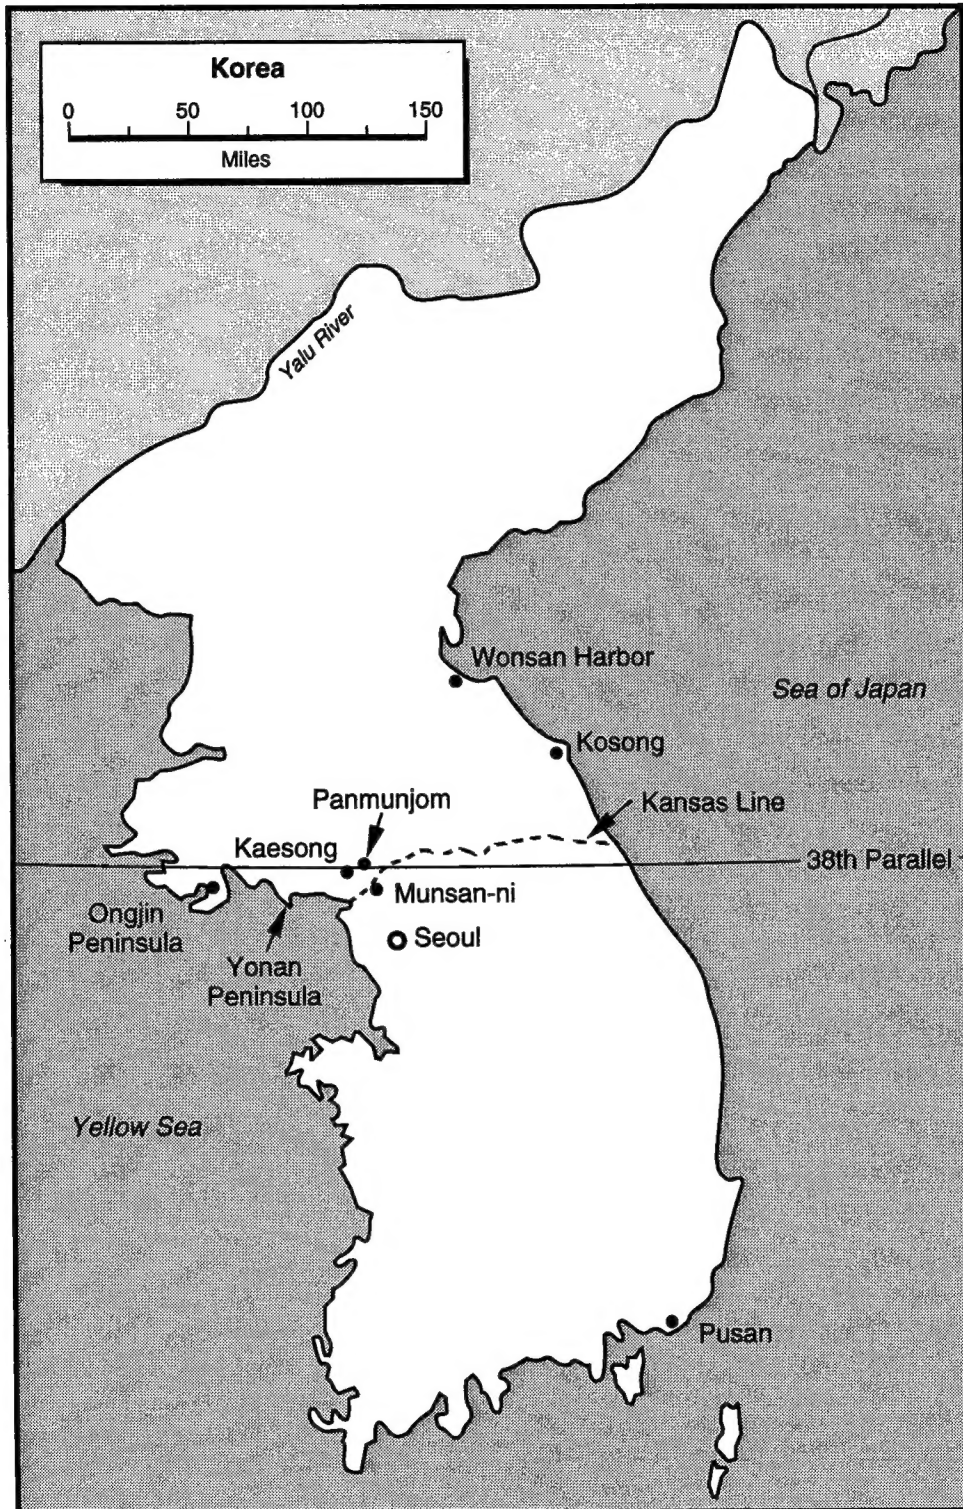 Korea
0 50 100 150
Miles
Yalu River
Wonsan Harbor
Sea of Japan
Kosong
Panmunjom
Kansas Line
Kaesong
38th Parallel
Munsan-ni
Ongjin
Peninsula
Seoul
Yonan
Peninsula
Yellow Sea
Pusan